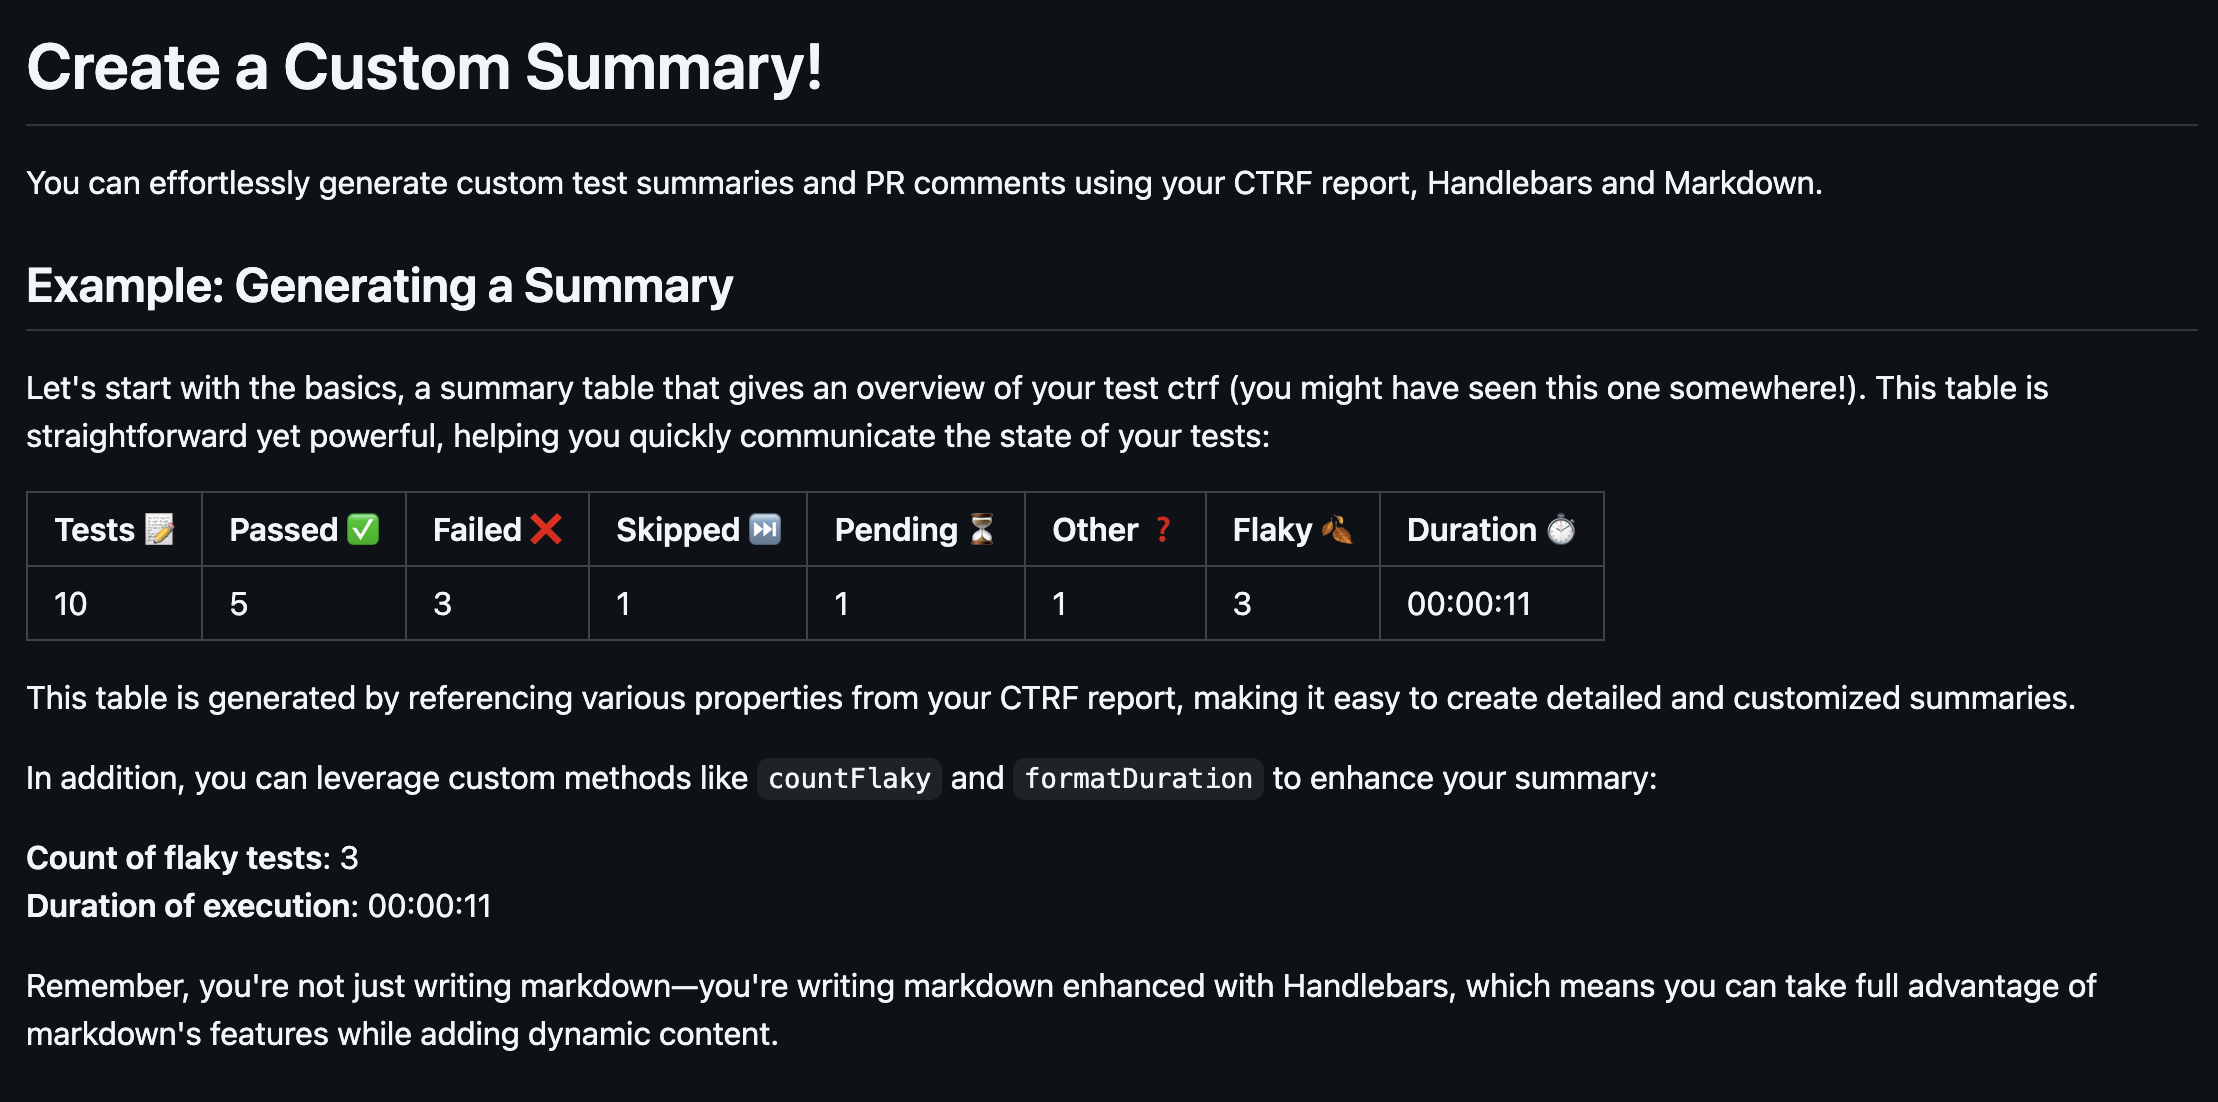 Create a Custom Summary!
You can effortlessly generate custom test summaries and PR comments using your CTRF report, Handlebars and Markdown.
Example: Generating a Summary
Let's start with the basics, a summary table that gives an overview of your test ctrf (you might have seen this one somewhere!). This table is
straightforward yet powerful, helping you quickly communicate the state of your tests:
Tests 📝 Passed ✅ Failed ❌ Skipped ⏭️ Pending ⏳ Other ❓ Flaky 🍂 Duration ⏱️
10 5 3 1 1 1 3 00:00:11
This table is generated by referencing various properties from your CTRF report, making it easy to create detailed and customized summaries.
In addition, you can leverage custom methods like countFlaky and formatDuration to enhance your summary:
Count of flaky tests: 3
Duration of execution: 00:00:11
Remember, you're not just writing markdown—you're writing markdown enhanced with Handlebars, which means you can take full advantage of
markdown's features while adding dynamic content.